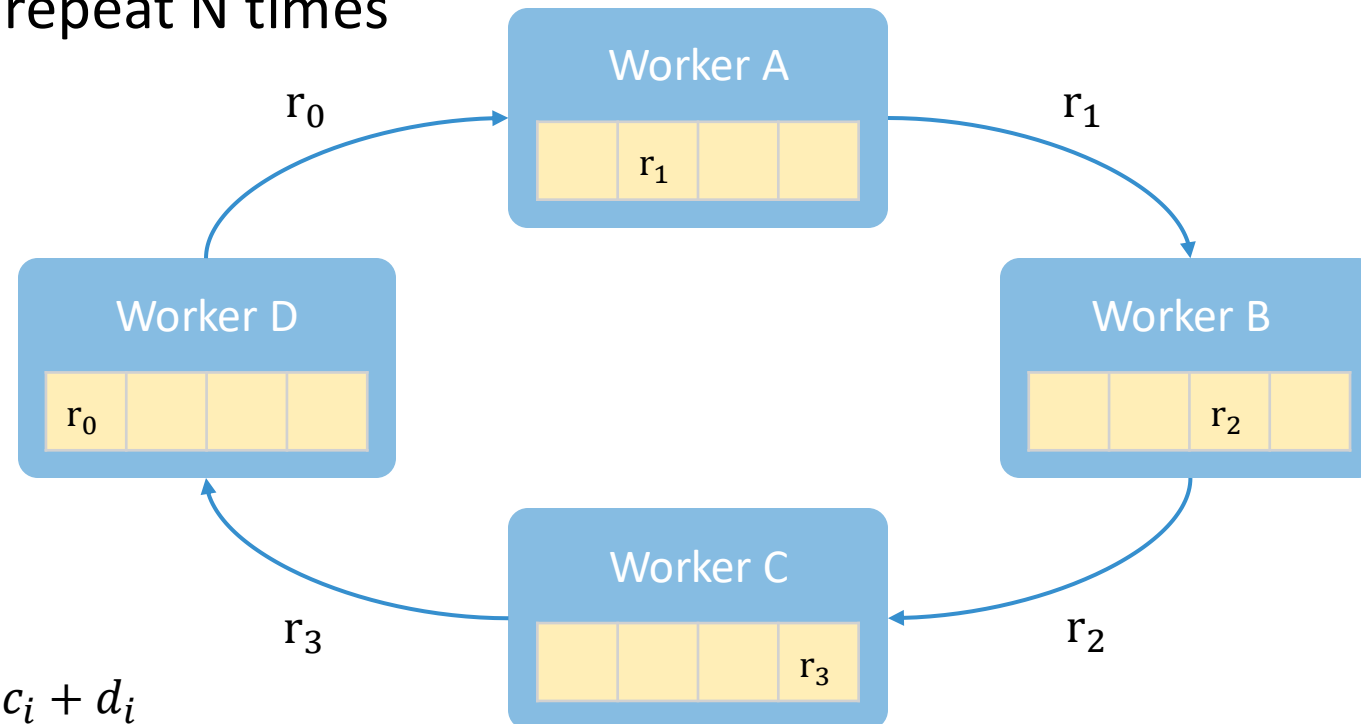 repeat N times
Worker A
r₀
r₁
r₁
Worker D
Worker B
r₀
r₂
Worker C
r₃
r₂
r₃
cᵢ + dᵢ